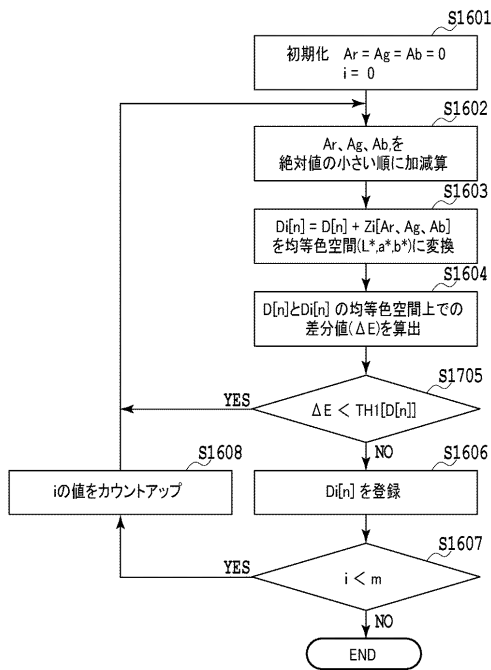 S1601
初期化 Ar = Ag = Ab = 0
i = 0
S1602
Ar、Ag、Ab,を
絶対値の小さい順に加減算
S1603
Di[n] = D[n] + Zi[Ar, Ag, Ab]
を均等色空間(L*,a*,b*)に変換
S1604
D[n]とDi[n] の均等色空間上での
差分値(ΔE)を算出
S1705
ΔE < TH1[D[n]]
YES
NO
S1608
iの値をカウントアップ
S1606
Di[n] を登録
S1607
i < m
YES
NO
END